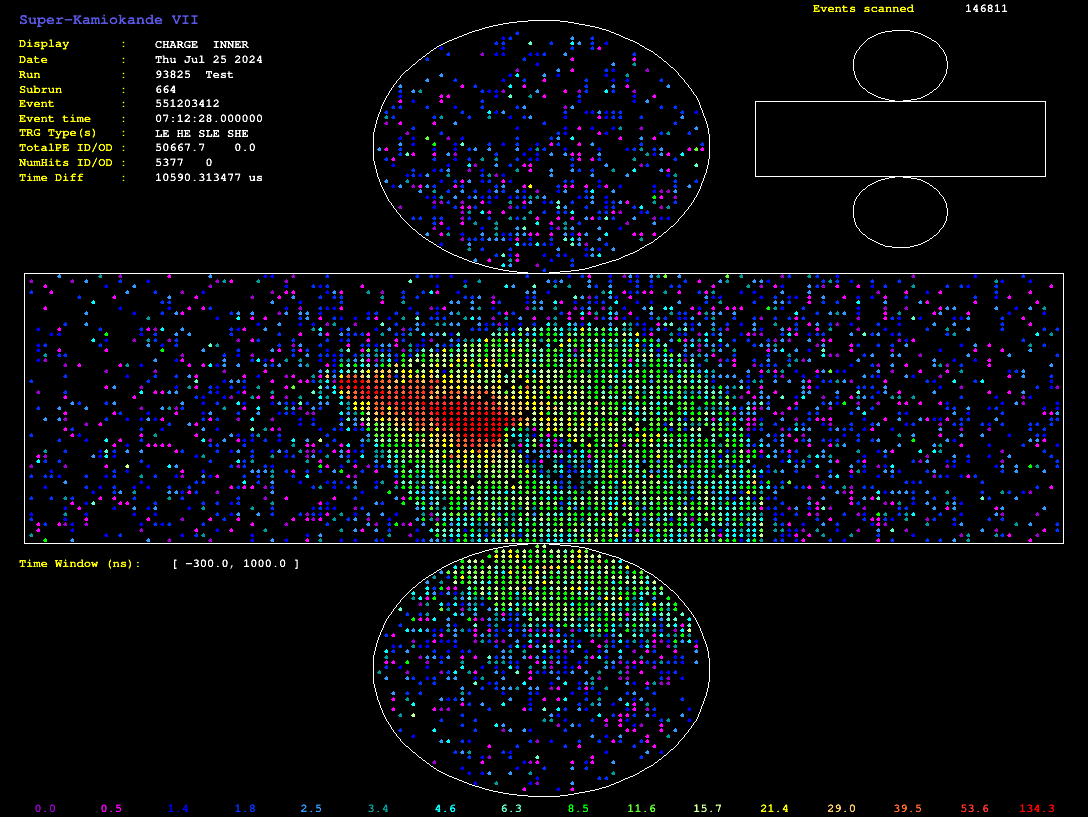 Super-Kamiokande VII
Events scanned 146811
Display : CHARGE INNER
Date : Thu Jul 25 2024
Run : 93825 Test
Subrun : 664
Event : 551203412
Event time : 07:12:28.000000
TRG Type(s) : LE HE SLE SHE
TotalPE ID/OD : 50667.7 0.0
NumHits ID/OD : 5377 0
Time Diff : 10590.313477 us
Time Window (ns): [ -300.0, 1000.0 ]
0.0 0.5 1.4 1.8 2.5 3.4 4.6 6.3 8.5 11.6 15.7 21.4 29.0 39.5 53.6 134.3